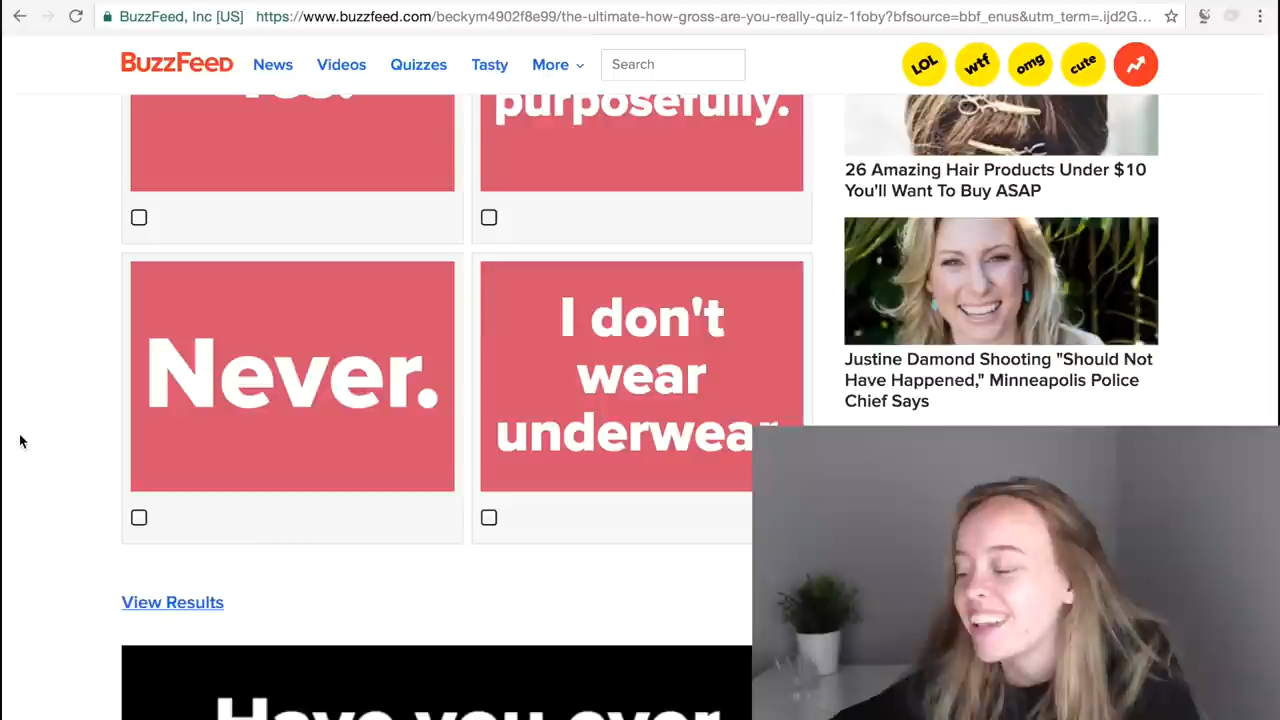 BuzzFeed, Inc [US]
https://www.buzzfeed.com/beckym4902f8e99/the-ultimate-how-gross-are-you-really-quiz-1foby?bfsource=bbf_enus&utm_term=.ijd2G...
BuzzFeed News Videos Quizzes Tasty More Search LOL wtf omg cute
purposefully.
26 Amazing Hair Products Under $10
You'll Want To Buy ASAP
Never.
I don't
wear
underwear.
Justine Damond Shooting "Should Not
Have Happened," Minneapolis Police
Chief Says
View Results
Have you ever